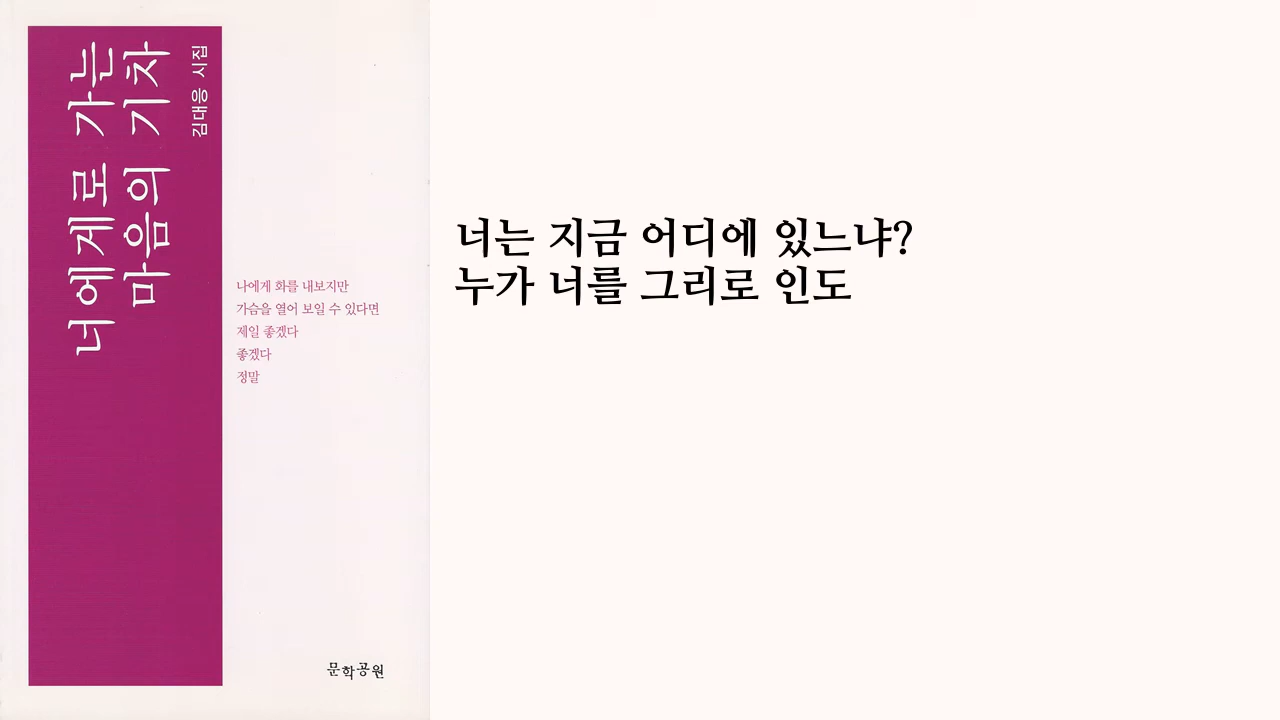 너에게로 가는
마음의 기차
김대응 시집
나에게 화를 내보지만
가슴을 열어 보일 수 있다면
제일 좋겠다
좋겠다
정말
문학공원
너는 지금 어디에 있느냐?
누가 너를 그리로 인도